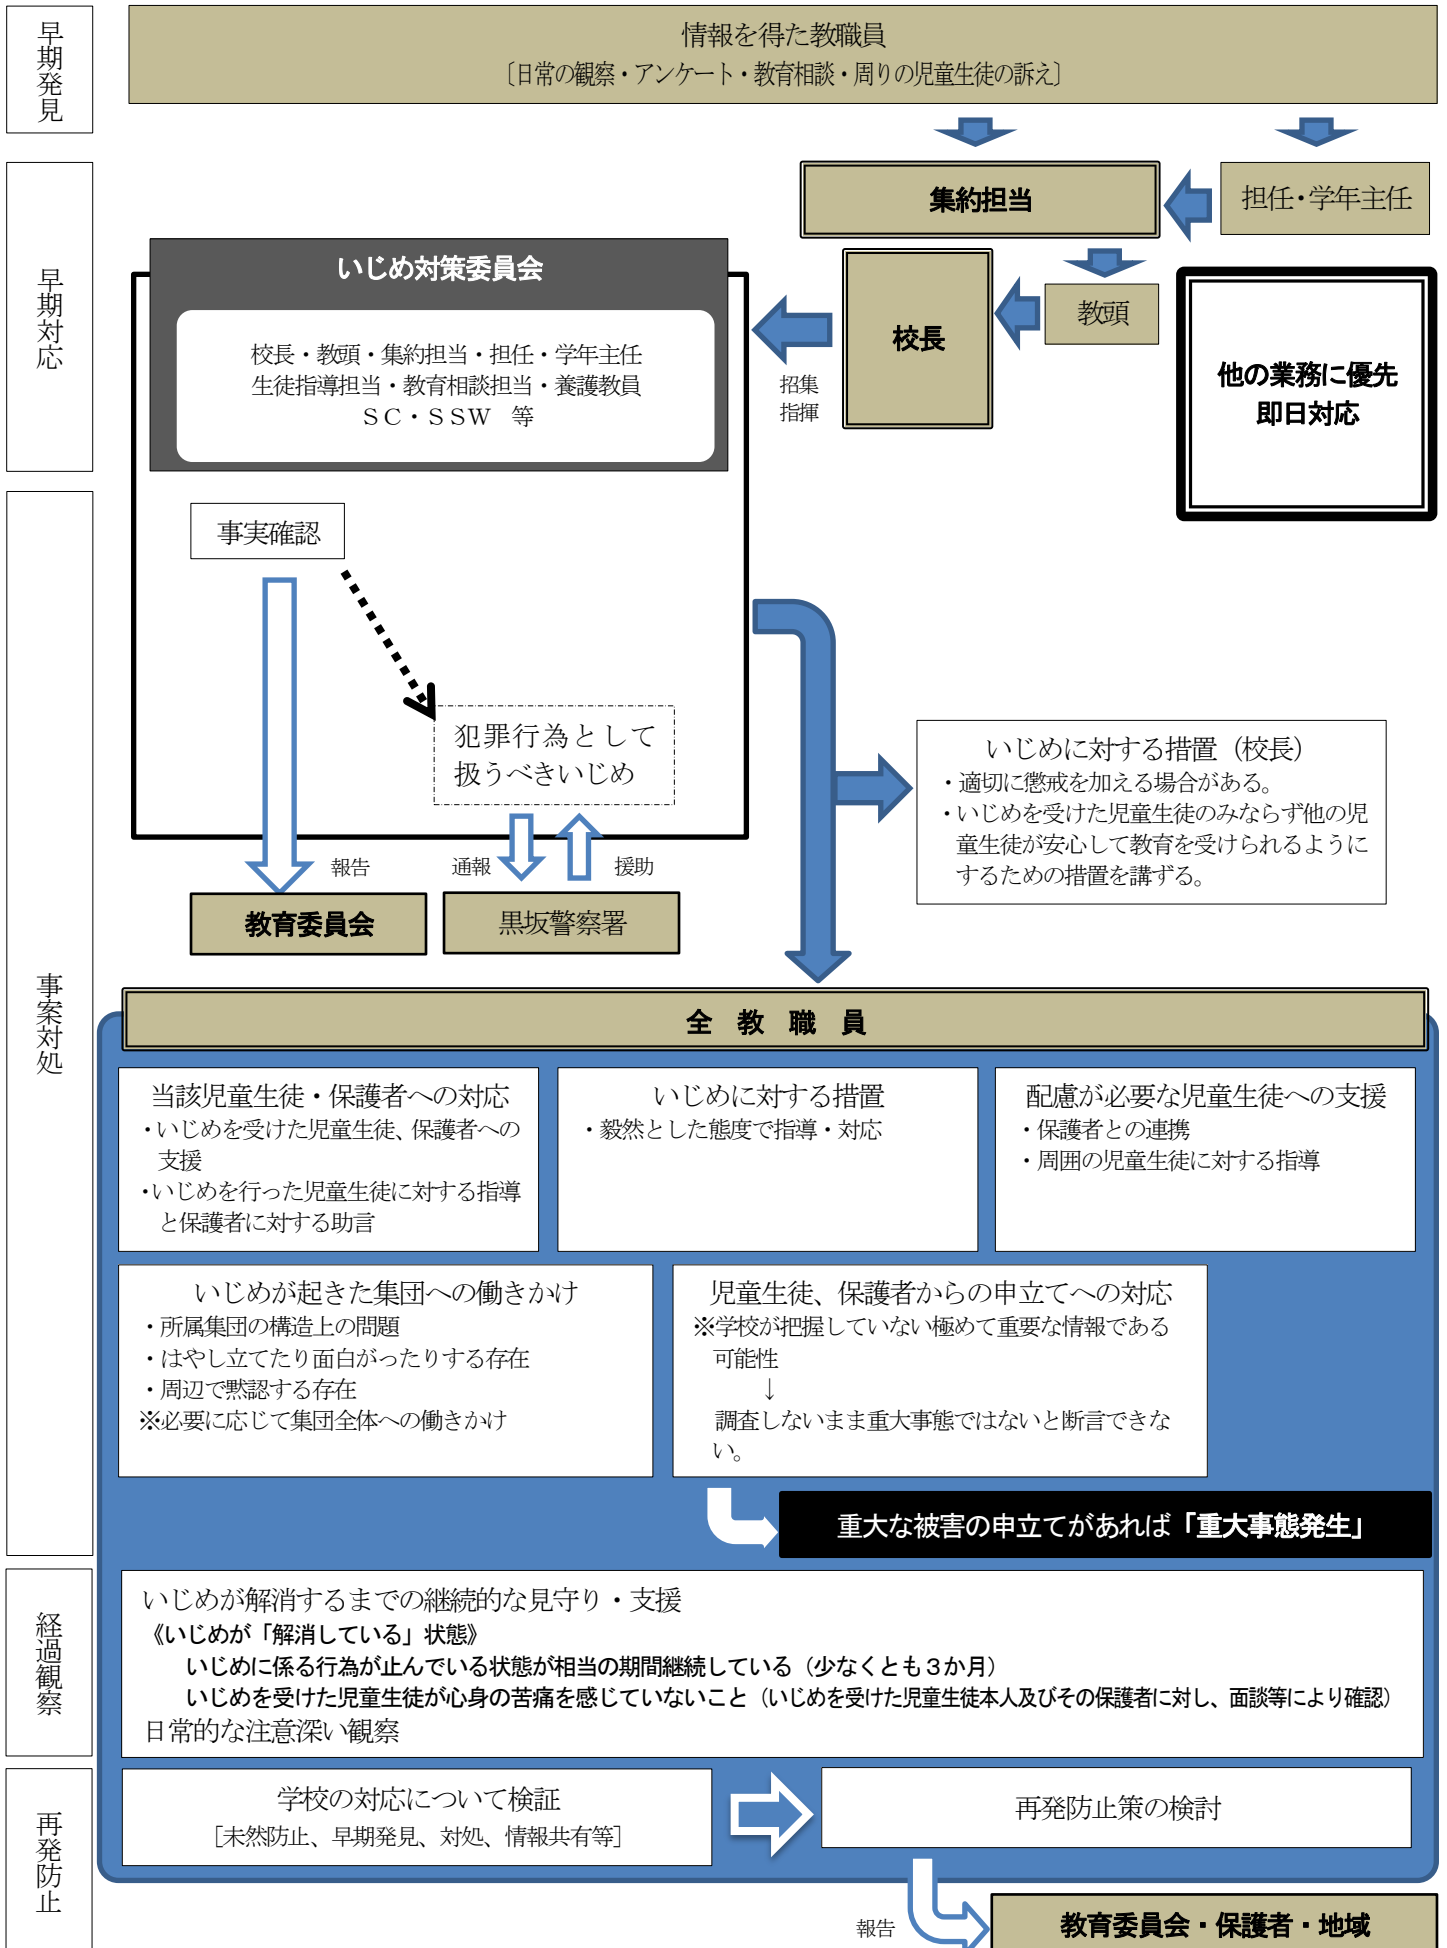 早期発見
情報を得た教職員
〔日常の観察・アンケート・教育相談・周りの児童生徒の訴え〕
早期対応
集約担当
担任・学年主任
教頭
校長
招集
指揮
他の業務に優先
即日対応
いじめ対策委員会
校長・教頭・集約担当・担任・学年主任
生徒指導担当・教育相談担当・養護教員
ＳＣ・ＳＳＷ　等
事案対処
事実確認
犯罪行為として
扱うべきいじめ
報告
通報
援助
教育委員会
黒坂警察署
いじめに対する措置（校長）
・適切に懲戒を加える場合がある。
・いじめを受けた児童生徒のみならず他の児
童生徒が安心して教育を受けられるように
するための措置を講ずる。
全　教　職　員
当該児童生徒・保護者への対応
・いじめを受けた児童生徒、保護者への
支援
・いじめを行った児童生徒に対する指導
と保護者に対する助言
いじめに対する措置
・毅然とした態度で指導・対応
配慮が必要な児童生徒への支援
・保護者との連携
・周囲の児童生徒に対する指導
いじめが起きた集団への働きかけ
・所属集団の構造上の問題
・はやし立てたり面白がったりする存在
・周辺で黙認する存在
※必要に応じて集団全体への働きかけ
児童生徒、保護者からの申立てへの対応
※学校が把握していない極めて重要な情報である
可能性
↓
調査しないまま重大事態ではないと断言できな
い。
重大な被害の申立てがあれば「重大事態発生」
経過観察
いじめが解消するまでの継続的な見守り・支援
《いじめが「解消している」状態》
いじめに係る行為が止んでいる状態が相当の期間継続している（少なくとも３か月）
いじめを受けた児童生徒が心身の苦痛を感じていないこと（いじめを受けた児童生徒本人及びその保護者に対し、面談等により確認）
日常的な注意深い観察
再発防止
学校の対応について検証
［未然防止、早期発見、対処、情報共有等］
再発防止策の検討
報告
教育委員会・保護者・地域